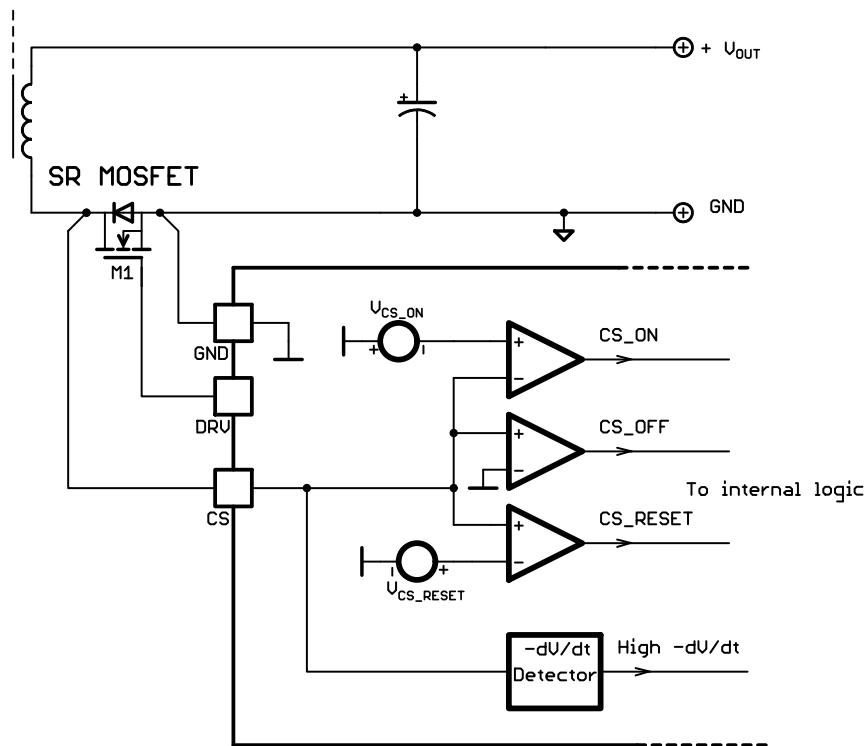 + VOUT
SR MOSFET
GND
M1
VCS_ON
CS_ON
GND
DRV
CS_OFF
To internal logic
CS
CS_RESET
VCS_RESET
-dV/dt
Detector
High -dV/dt